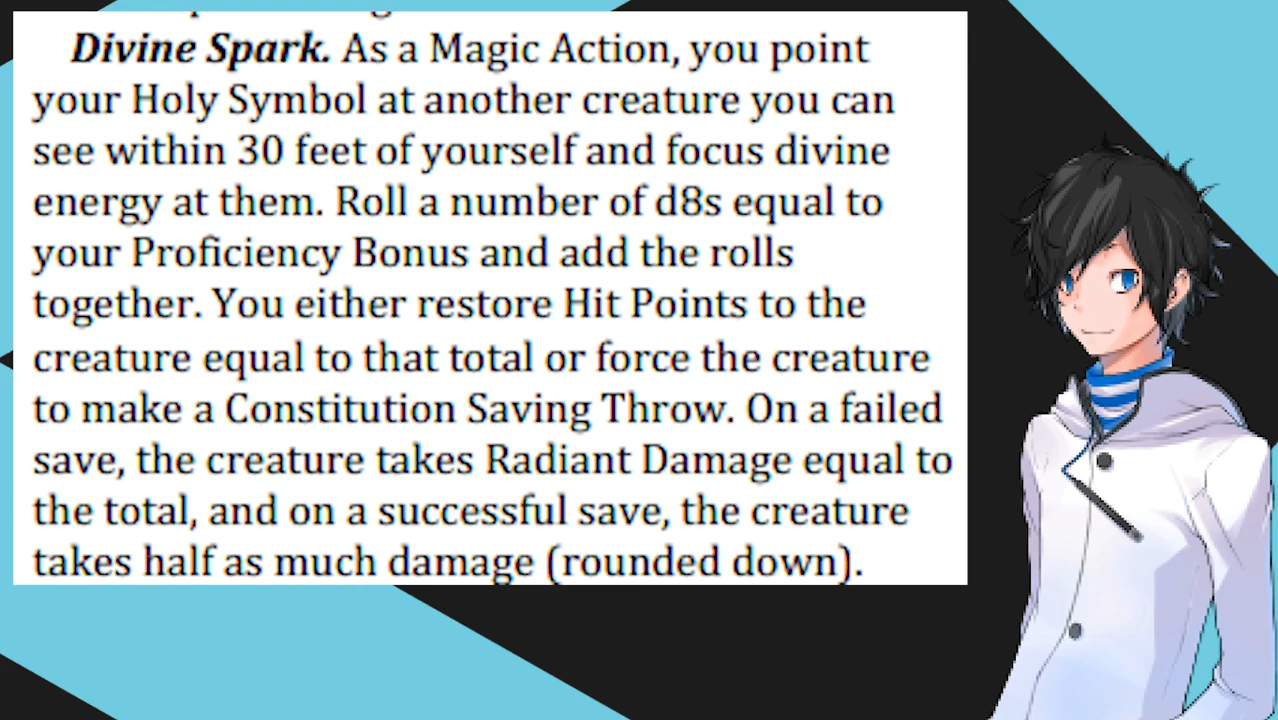 Divine Spark. As a Magic Action, you point
your Holy Symbol at another creature you can
see within 30 feet of yourself and focus divine
energy at them. Roll a number of d8s equal to
your Proficiency Bonus and add the rolls
together. You either restore Hit Points to the
creature equal to that total or force the creature
to make a Constitution Saving Throw. On a failed
save, the creature takes Radiant Damage equal to
the total, and on a successful save, the creature
takes half as much damage (rounded down).